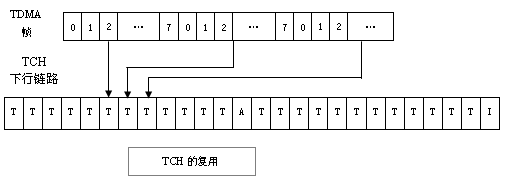 TDMA
帧
0 1 2 … 7 0 1 2 … 7 0 1 2 …
TCH
下行链路
T T T T T T T T T T T T A T T T T T T T T T T T T I
TCH 的复用